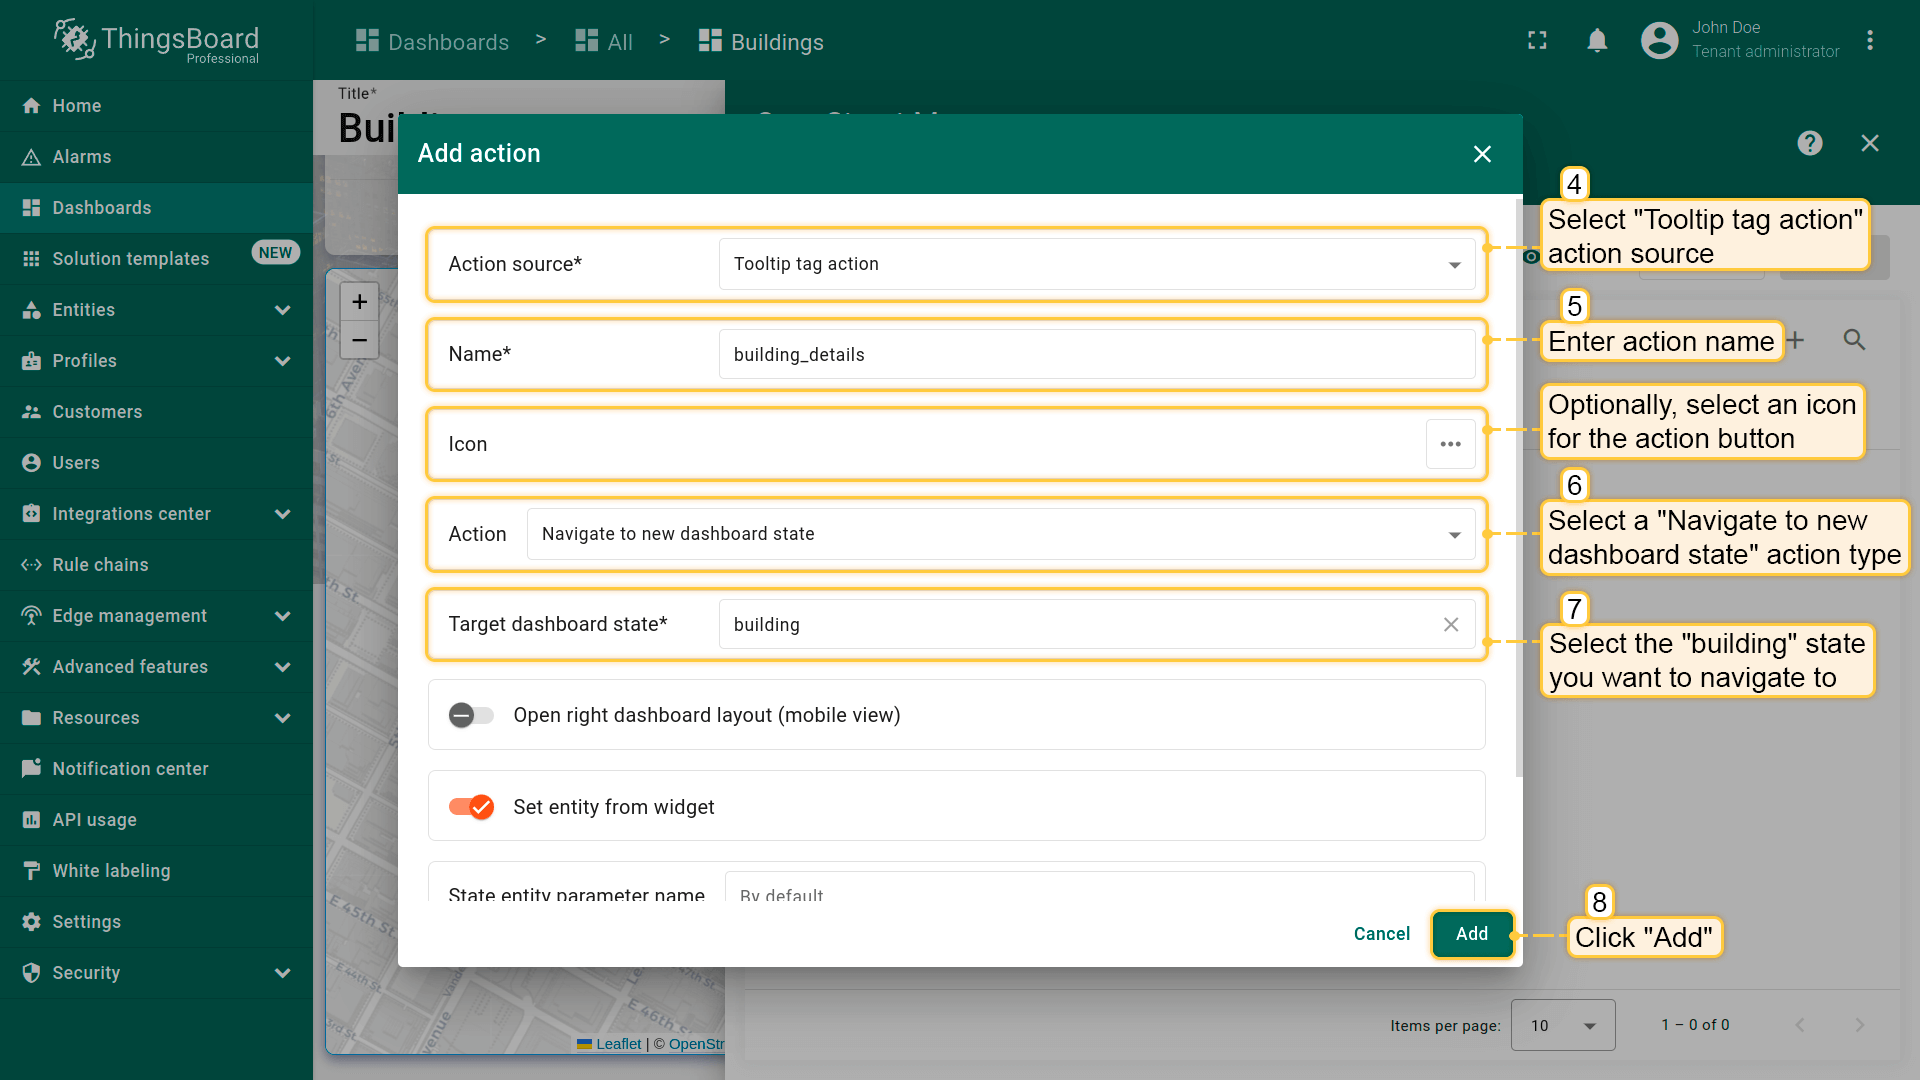 ThingsBoard
Professional
Dashboards > All > Buildings
John Doe
Tenant administrator
Home
Alarms
Dashboards
Solution templates NEW
Entities
Profiles
Customers
Users
Integrations center
Rule chains
Edge management
Advanced features
Resources
Notification center
API usage
White labeling
Settings
Security
Title*
Add action
Action source*
Tooltip tag action
Name*
building_details
Icon
Action
Navigate to new dashboard state
Target dashboard state*
building
Open right dashboard layout (mobile view)
Set entity from widget
State entity parameter name
By default
Cancel
Add
4
Select "Tooltip tag action"
action source
5
Enter action name
Optionally, select an icon
for the action button
6
Select a "Navigate to new
dashboard state" action type
7
Select the "building" state
you want to navigate to
8
Click "Add"
+
−
E 45th St.
E 44th St.
E 46th St.
Leaflet | © OpenStr
Items per page:
10
1 – 0 of 0